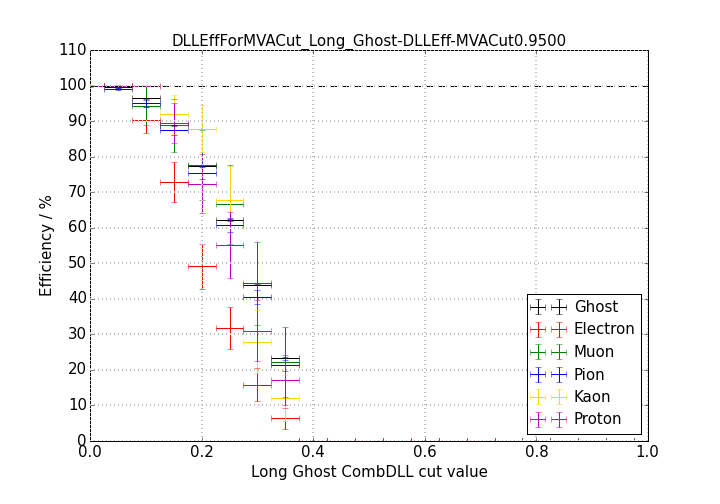 DLLEffForMVACut_Long_Ghost-DLLEff-MVACut0.9500
110
100
90
80
70
60
50
40
30
20
10
0
Efficiency / %
Ghost
Electron
Muon
Pion
Kaon
Proton
0.0 0.2 0.4 0.6 0.8 1.0
Long Ghost CombDLL cut value